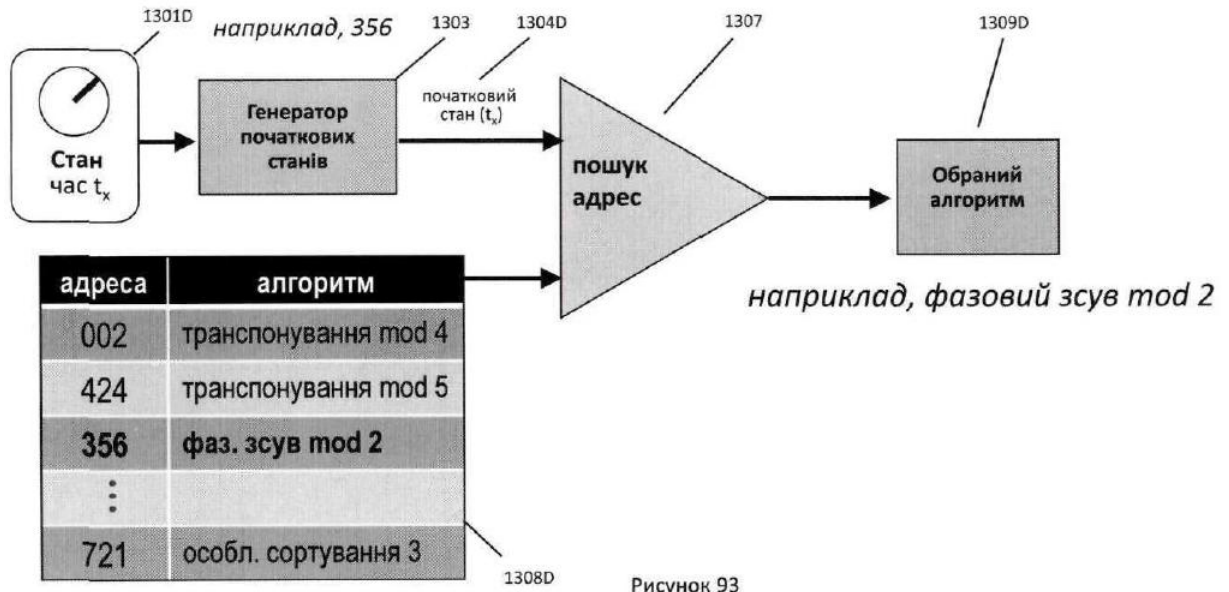 1301D
наприклад, 356
1303
1304D
1307
1309D
Стан
час tₓ
Генератор
початкових
станів
початковий
стан (tₓ)
пошук
адрес
Обраний
алгоритм
наприклад, фазовий зсув mod 2
адреса алгоритм
002 транспонування mod 4
424 транспонування mod 5
356 фаз. зсув mod 2
⋮
721 особл. сортування 3
1308D
Рисунок 93